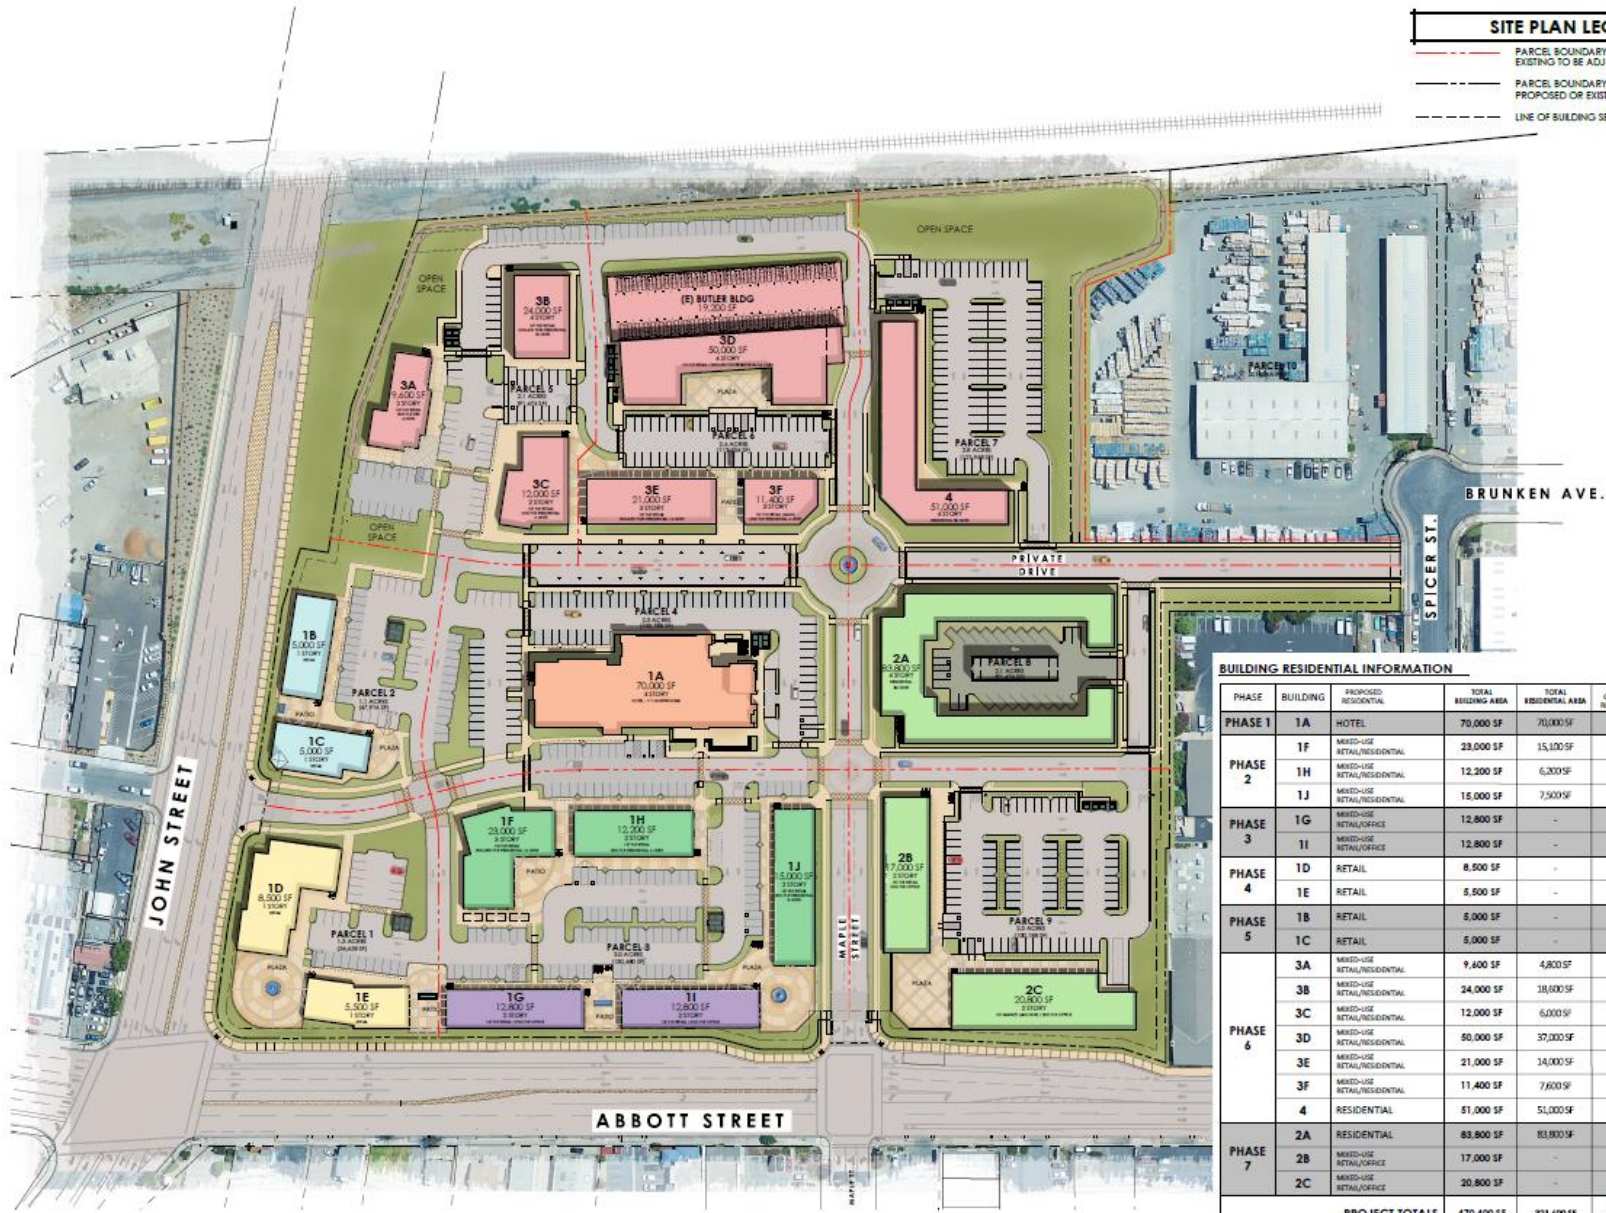 SITE PLAN LEG
PARCEL BOUNDARY
EXISTING TO BE ADJ
PARCEL BOUNDARY
PROPOSED OR EXIST
LINE OF BUILDING SE
OPEN SPACE
OPEN
SPACE
3B
24,000 SF
4 STORY
(E) BUTLER BLDG
19,200 SF
3D
50,000 SF
4 STORY
PLAZA
3A
9,600 SF
2 STORY
PARCEL 5
2.1 ACRES
PARCEL 10
PARCEL 6
PARCEL 7
3C
12,000 SF
2 STORY
3E
21,000 SF
3 STORY
PATIO
3F
11,400 SF
3 STORY
4
51,000 SF
4 STORY
BRUNKEN AVE.
OPEN
SPACE
PRIVATE
DRIVE
SPICER ST.
PARCEL 4
1B
5,000 SF
1 STORY
RETAIL
1A
70,000 SF
4 STORY
2A
83,800 SF
4 STORY
PARCEL 8
PARCEL 2
1.1 ACRES
PATIO
1C
5,000 SF
1 STORY
RETAIL
PLAZA
JOHN STREET
1F
23,000 SF
3 STORY
1H
12,200 SF
2 STORY
PATIO
1J
15,000 SF
2 STORY
2B
17,000 SF
2 STORY
1D
8,500 SF
1 STORY
RETAIL
PARCEL 1
1.3 ACRES
PARCEL 3
MAPLE
STREET
PARCEL 9
PLAZA
PLAZA
PLAZA
1E
5,500 SF
1 STORY
RETAIL
PATIO
1G
12,800 SF
2 STORY
PATIO
1I
12,800 SF
2 STORY
2C
20,800 SF
2 STORY
ABBOTT STREET
MAPLE ST
BUILDING RESIDENTIAL INFORMATION
PHASE BUILDING PROPOSED RESIDENTIAL TOTAL BUILDING AREA TOTAL RESIDENTIAL AREA
PHASE 1 1A HOTEL 70,000 SF 70,000 SF
PHASE 2 1F MIXED-USE RETAIL/RESIDENTIAL 23,000 SF 15,100 SF
1H MIXED-USE RETAIL/RESIDENTIAL 12,200 SF 6,200 SF
1J MIXED-USE RETAIL/RESIDENTIAL 15,000 SF 7,500 SF
PHASE 3 1G MIXED-USE RETAIL/OFFICE 12,800 SF -
1I MIXED-USE RETAIL/OFFICE 12,800 SF -
PHASE 4 1D RETAIL 8,500 SF -
1E RETAIL 5,500 SF -
PHASE 5 1B RETAIL 5,000 SF -
1C RETAIL 5,000 SF -
PHASE 6 3A MIXED-USE RETAIL/RESIDENTIAL 9,600 SF 4,800 SF
3B MIXED-USE RETAIL/RESIDENTIAL 24,000 SF 18,600 SF
3C MIXED-USE RETAIL/RESIDENTIAL 12,000 SF 6,000 SF
3D MIXED-USE RETAIL/RESIDENTIAL 50,000 SF 37,000 SF
3E MIXED-USE RETAIL/RESIDENTIAL 21,000 SF 14,000 SF
3F MIXED-USE RETAIL/RESIDENTIAL 11,400 SF 7,600 SF
4 RESIDENTIAL 51,000 SF 51,000 SF
PHASE 7 2A RESIDENTIAL 83,800 SF 83,800 SF
2B MIXED-USE RETAIL/OFFICE 17,000 SF -
2C MIXED-USE RETAIL/OFFICE 20,800 SF -
PROJECT TOTALS